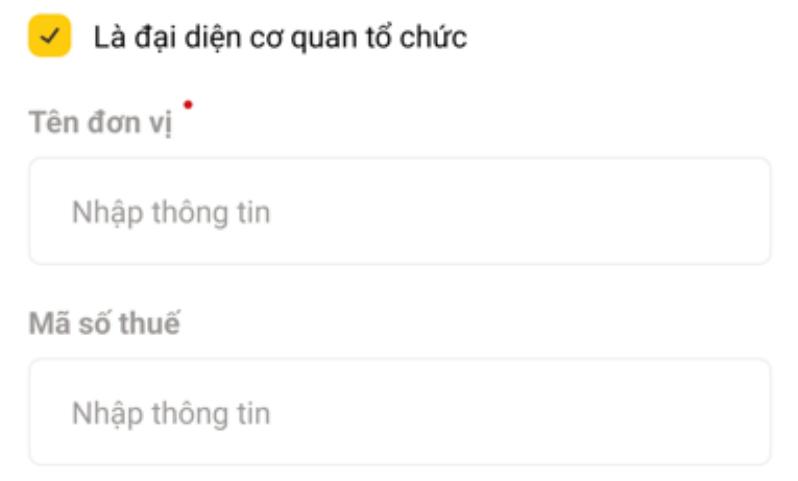 Là đại diện cơ quan tổ chức
Tên đơn vị
Nhập thông tin
Mã số thuế
Nhập thông tin